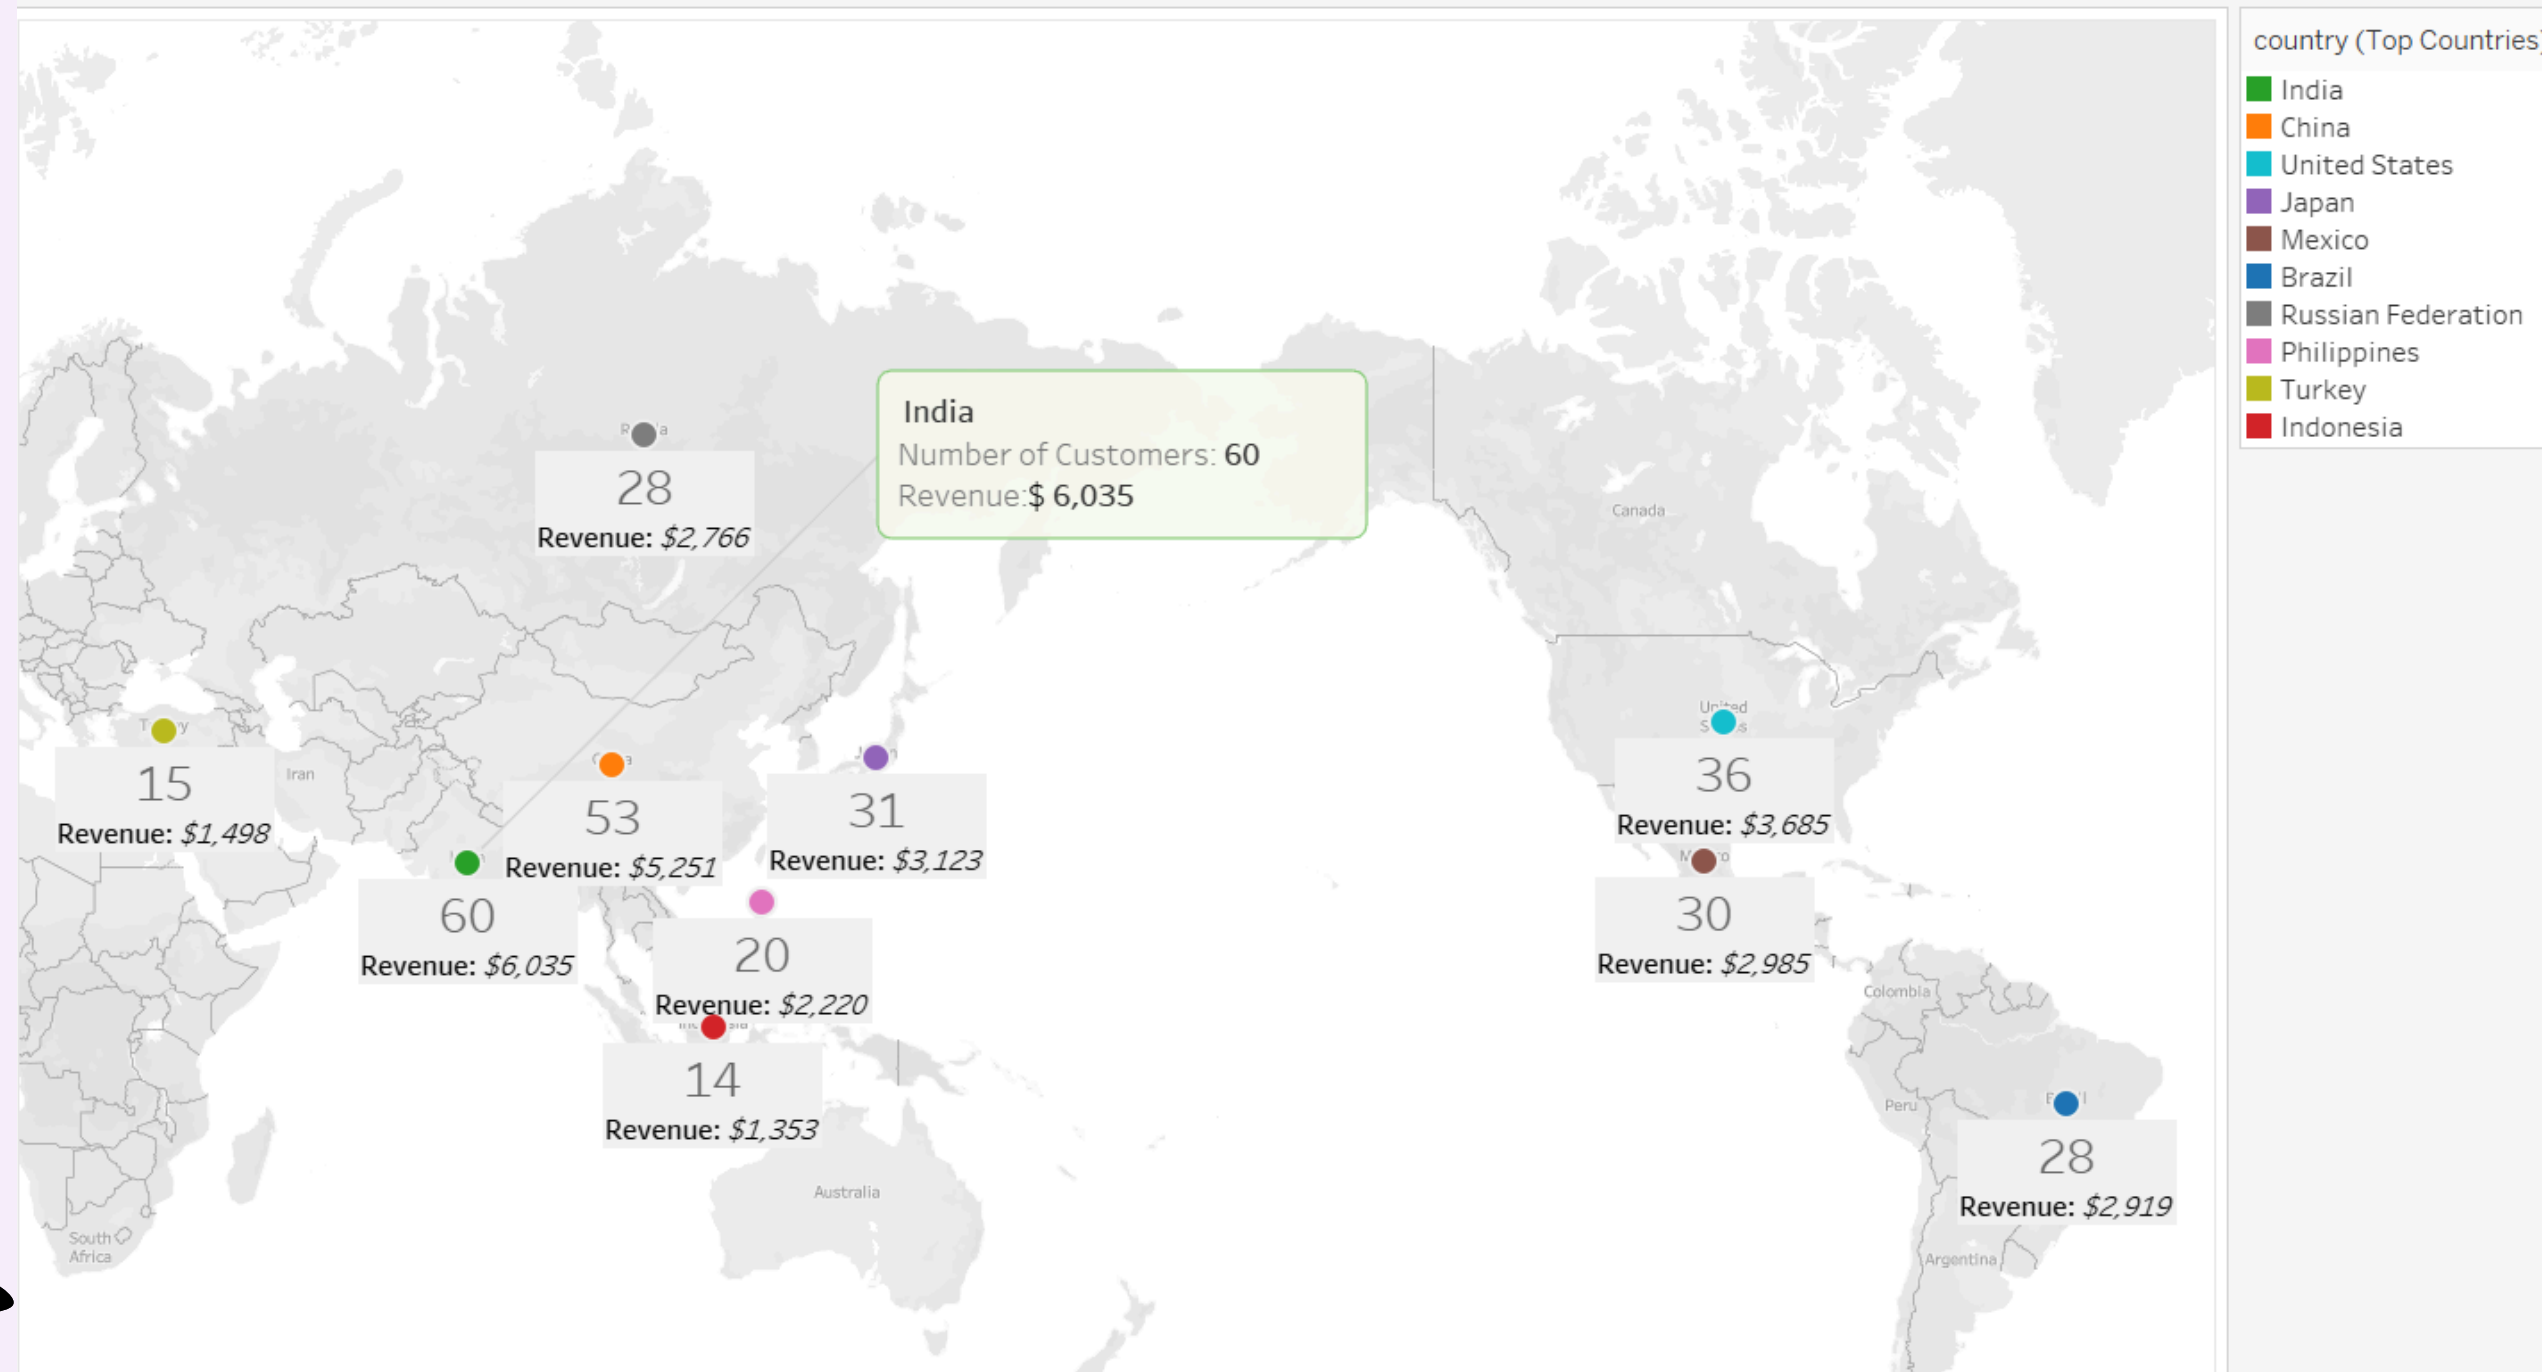 country (Top Countries)
India
China
United States
Japan
Mexico
Brazil
Russian Federation
Philippines
Turkey
Indonesia
India
Number of Customers: 60
Revenue:$ 6,035
28
Revenue: $2,766
Canada
United
15
Revenue: $1,498
Iran
53
Revenue: $5,251
31
Revenue: $3,123
36
Revenue: $3,685
60
Revenue: $6,035
20
Revenue: $2,220
30
Revenue: $2,985
Colombia
14
Revenue: $1,353
Peru
28
Revenue: $2,919
Australia
South
Africa
Argentina